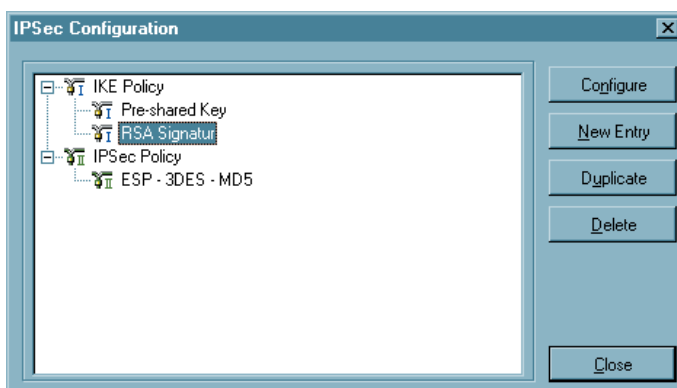 IPSec Configuration
IKE Policy
Pre-shared Key
RSA Signatur
IPSec Policy
ESP - 3DES - MD5
Configure
New Entry
Duplicate
Delete
Close